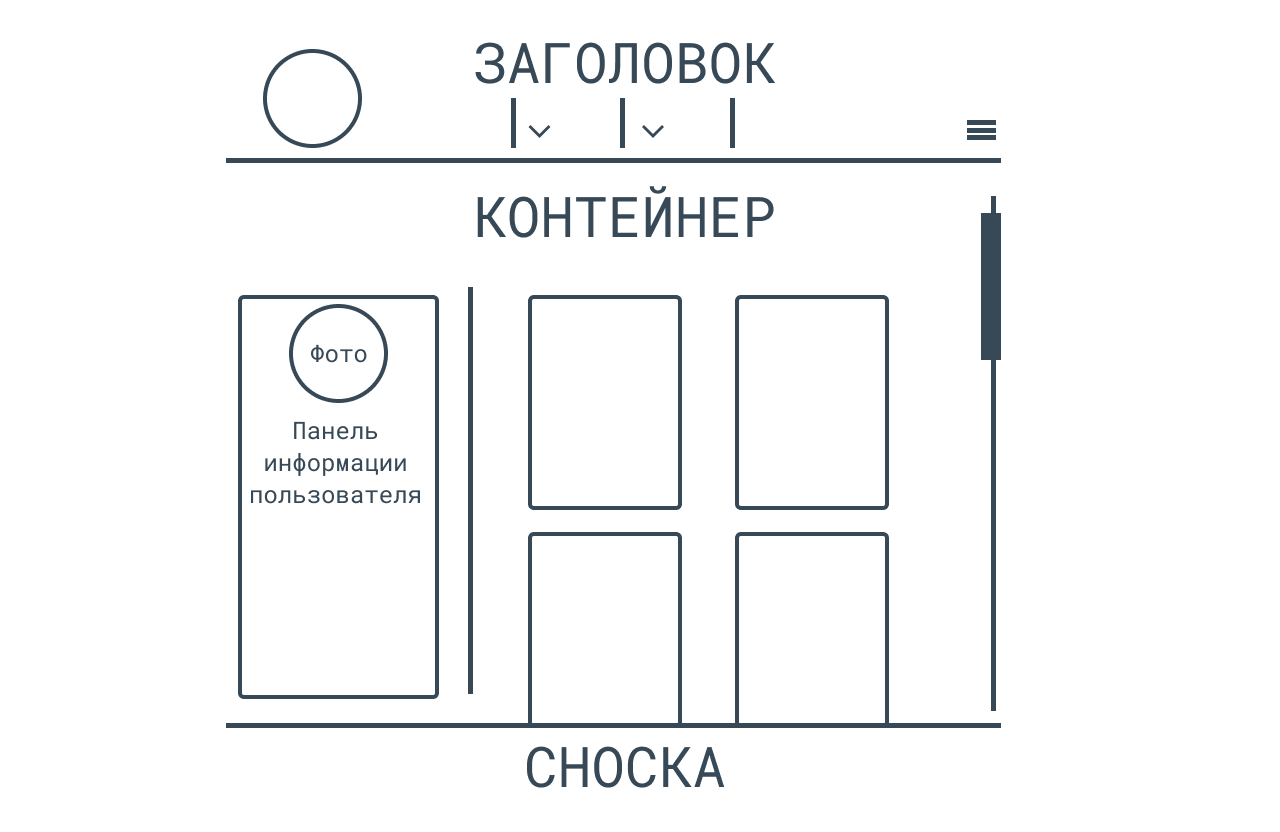 ЗАГОЛОВОК
КОНТЕЙНЕР
Фото
Панель
информации
пользователя
СНОСКА